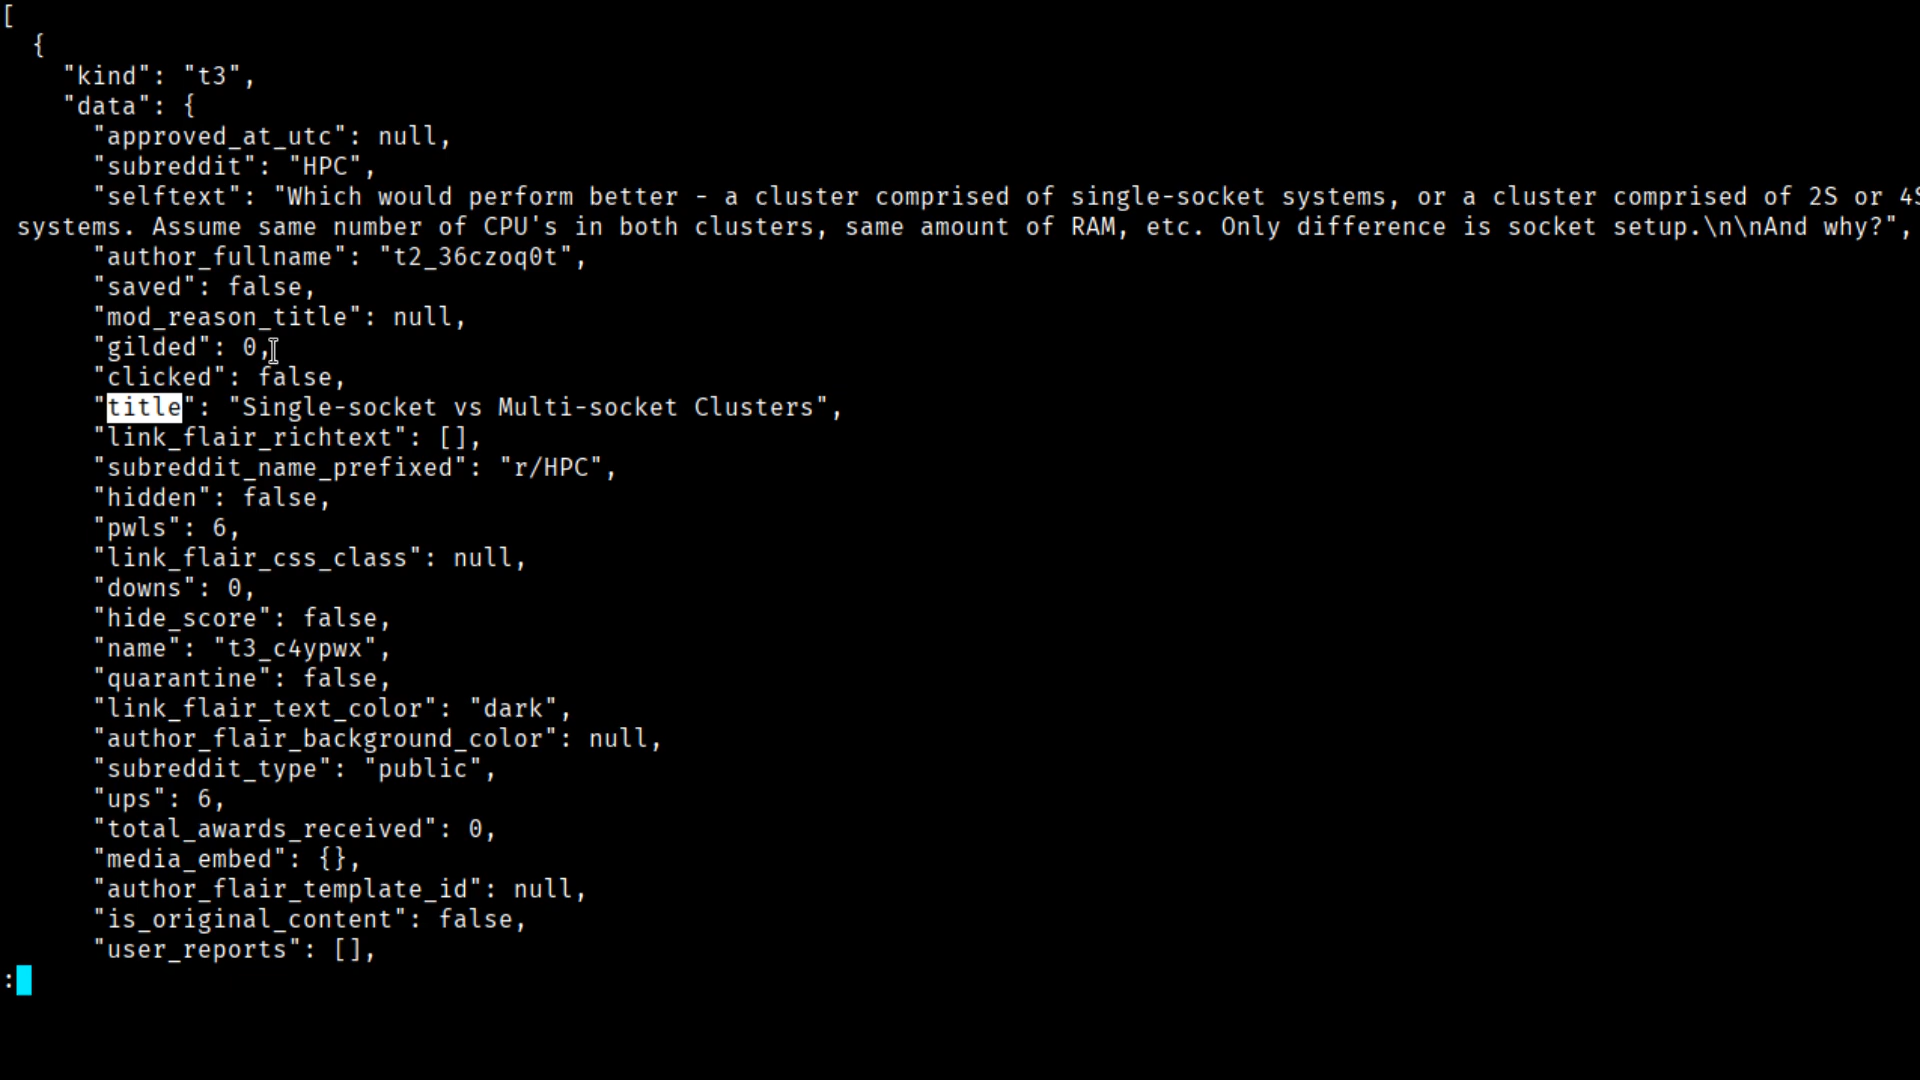 [
  {
    "kind": "t3",
    "data": {
      "approved_at_utc": null,
      "subreddit": "HPC",
      "selftext": "Which would perform better - a cluster comprised of single-socket systems, or a cluster comprised of 2S or 4S
 systems. Assume same number of CPU's in both clusters, same amount of RAM, etc. Only difference is socket setup.\n\nAnd why?",
      "author_fullname": "t2_36czoq0t",
      "saved": false,
      "mod_reason_title": null,
      "gilded": 0,
      "clicked": false,
      "title": "Single-socket vs Multi-socket Clusters",
      "link_flair_richtext": [],
      "subreddit_name_prefixed": "r/HPC",
      "hidden": false,
      "pwls": 6,
      "link_flair_css_class": null,
      "downs": 0,
      "hide_score": false,
      "name": "t3_c4ypwx",
      "quarantine": false,
      "link_flair_text_color": "dark",
      "author_flair_background_color": null,
      "subreddit_type": "public",
      "ups": 6,
      "total_awards_received": 0,
      "media_embed": {},
      "author_flair_template_id": null,
      "is_original_content": false,
      "user_reports": [],
: